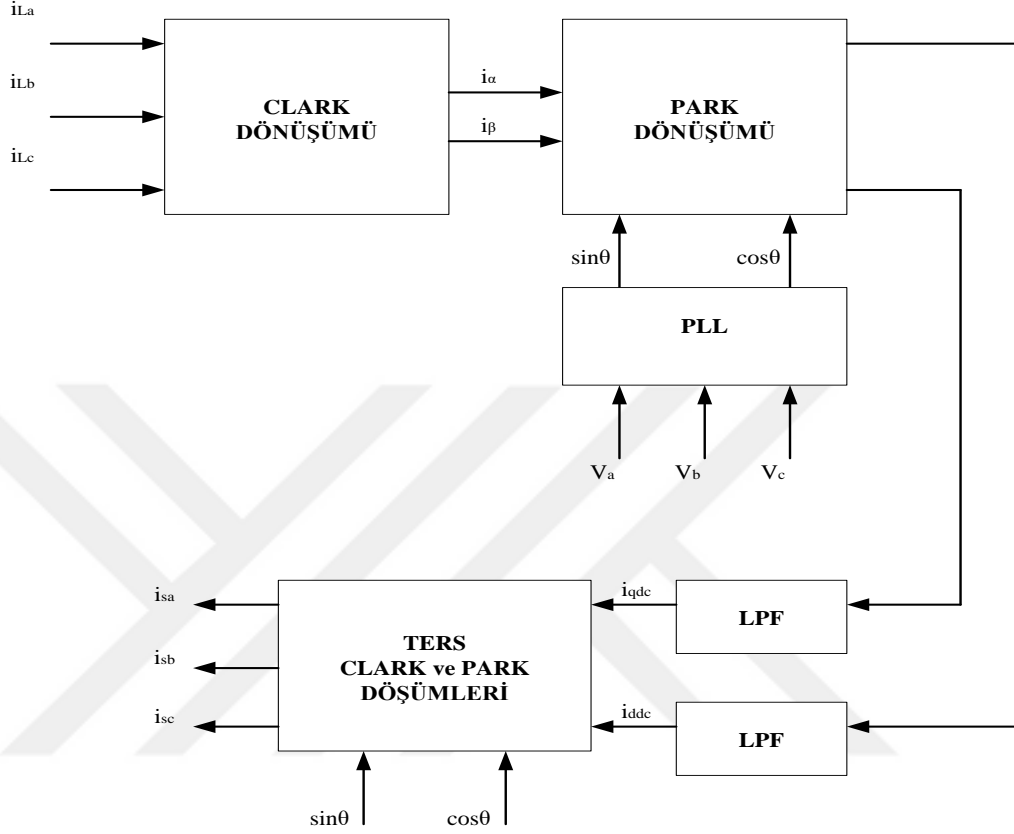 iLa
iLb
iLc
CLARK
DÖNÜŞÜMÜ
iα
iβ
PARK
DÖNÜŞÜMÜ
sinθ
cosθ
PLL
Va
Vb
Vc
isa
isb
isc
TERS
CLARK ve PARK
DÖŞÜMLERİ
iqdc
iddc
LPF
LPF
sinθ
cosθ